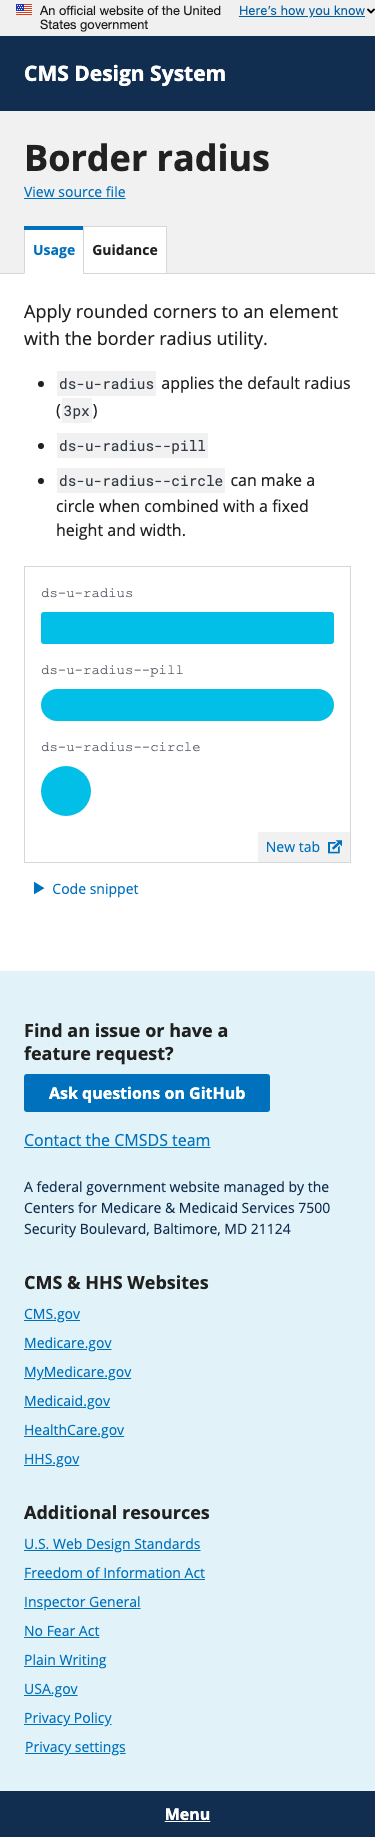 An official website of the United
States government
Here's how you know
CMS Design System
Border radius
View source file
Usage
Guidance
Apply rounded corners to an element
with the border radius utility.
ds-u-radius applies the default radius
(3px)
ds-u-radius--pill
ds-u-radius--circle can make a
circle when combined with a fixed
height and width.
ds-u-radius
ds-u-radius--pill
ds-u-radius--circle
New tab
Code snippet
Find an issue or have a
feature request?
Ask questions on GitHub
Contact the CMSDS team
A federal government website managed by the
Centers for Medicare & Medicaid Services 7500
Security Boulevard, Baltimore, MD 21124
CMS & HHS Websites
CMS.gov
Medicare.gov
MyMedicare.gov
Medicaid.gov
HealthCare.gov
HHS.gov
Additional resources
U.S. Web Design Standards
Freedom of Information Act
Inspector General
No Fear Act
Plain Writing
USA.gov
Privacy Policy
Privacy settings
Menu